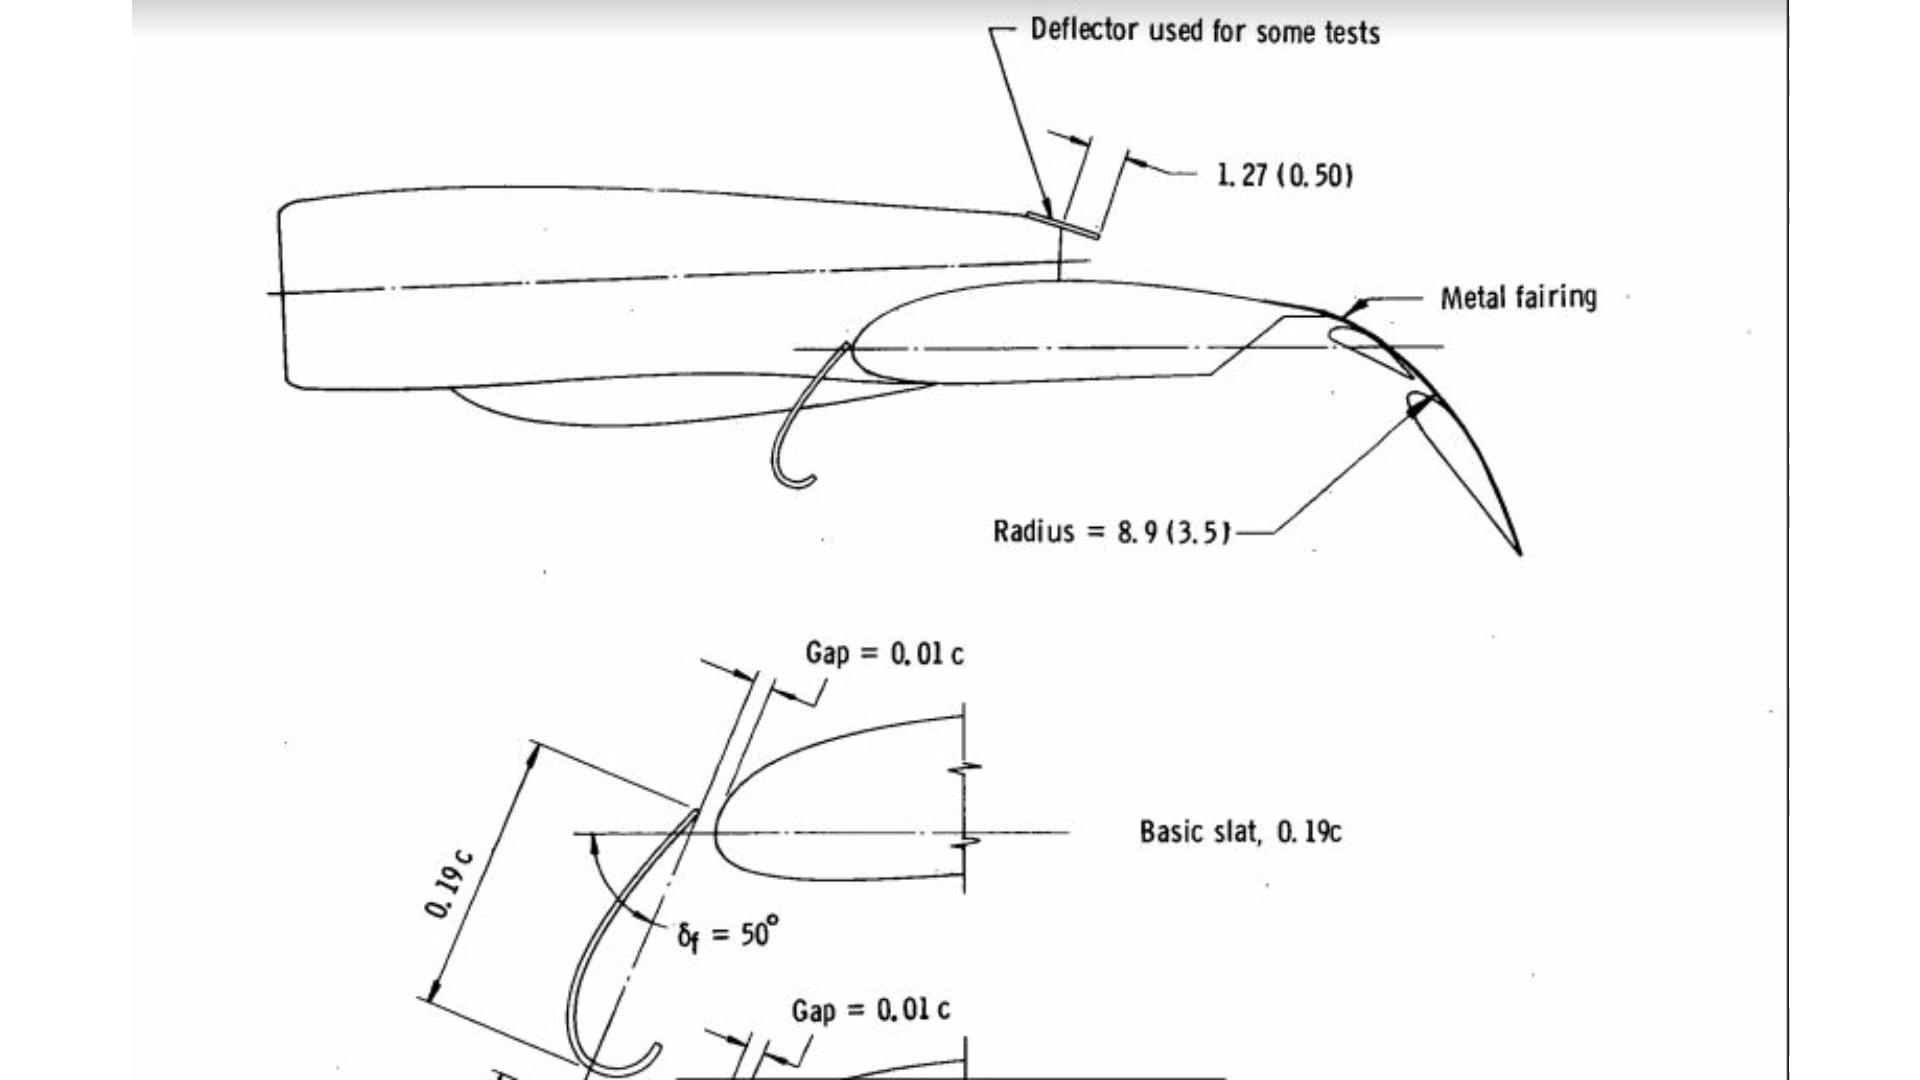 Deflector used for some tests
1.27 (0.50)
Metal fairing
Radius = 8.9 (3.5)
Gap = 0.01 c
0.19 c
Basic slat, 0.19c
δf = 50°
Gap = 0.01 c